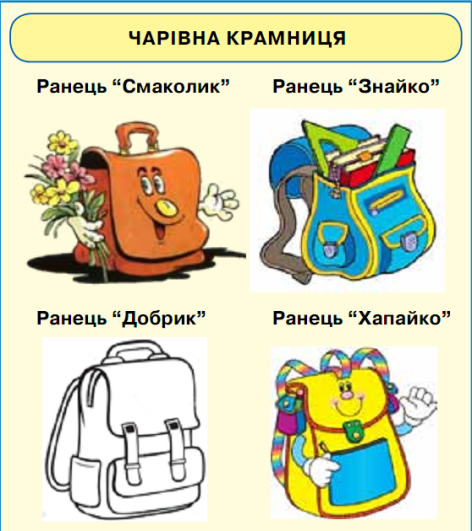 ЧАРІВНА КРАМНИЦЯ
Ранець “Смаколик”
Ранець “Знайко”
Ранець “Добрик”
Ранець “Хапайко”